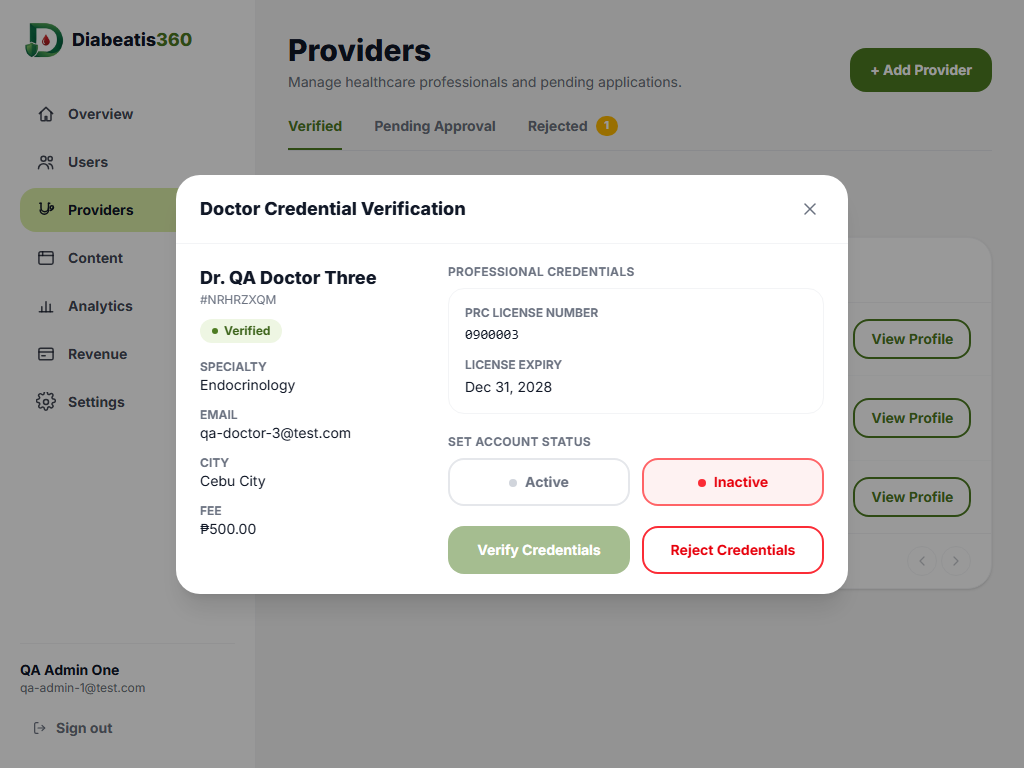 Diabeatis360
Overview
Users
Providers
Content
Analytics
Revenue
Settings
QA Admin One
qa-admin-1@test.com
Sign out
Providers
Manage healthcare professionals and pending applications.
+ Add Provider
Verified
Pending Approval
Rejected 1
Doctor Credential Verification
Dr. QA Doctor Three
#NRHRZXQM
Verified
SPECIALTY
Endocrinology
EMAIL
qa-doctor-3@test.com
CITY
Cebu City
FEE
₱500.00
PROFESSIONAL CREDENTIALS
PRC LICENSE NUMBER
0900003
LICENSE EXPIRY
Dec 31, 2028
SET ACCOUNT STATUS
Active
Inactive
Verify Credentials
Reject Credentials
View Profile
View Profile
View Profile